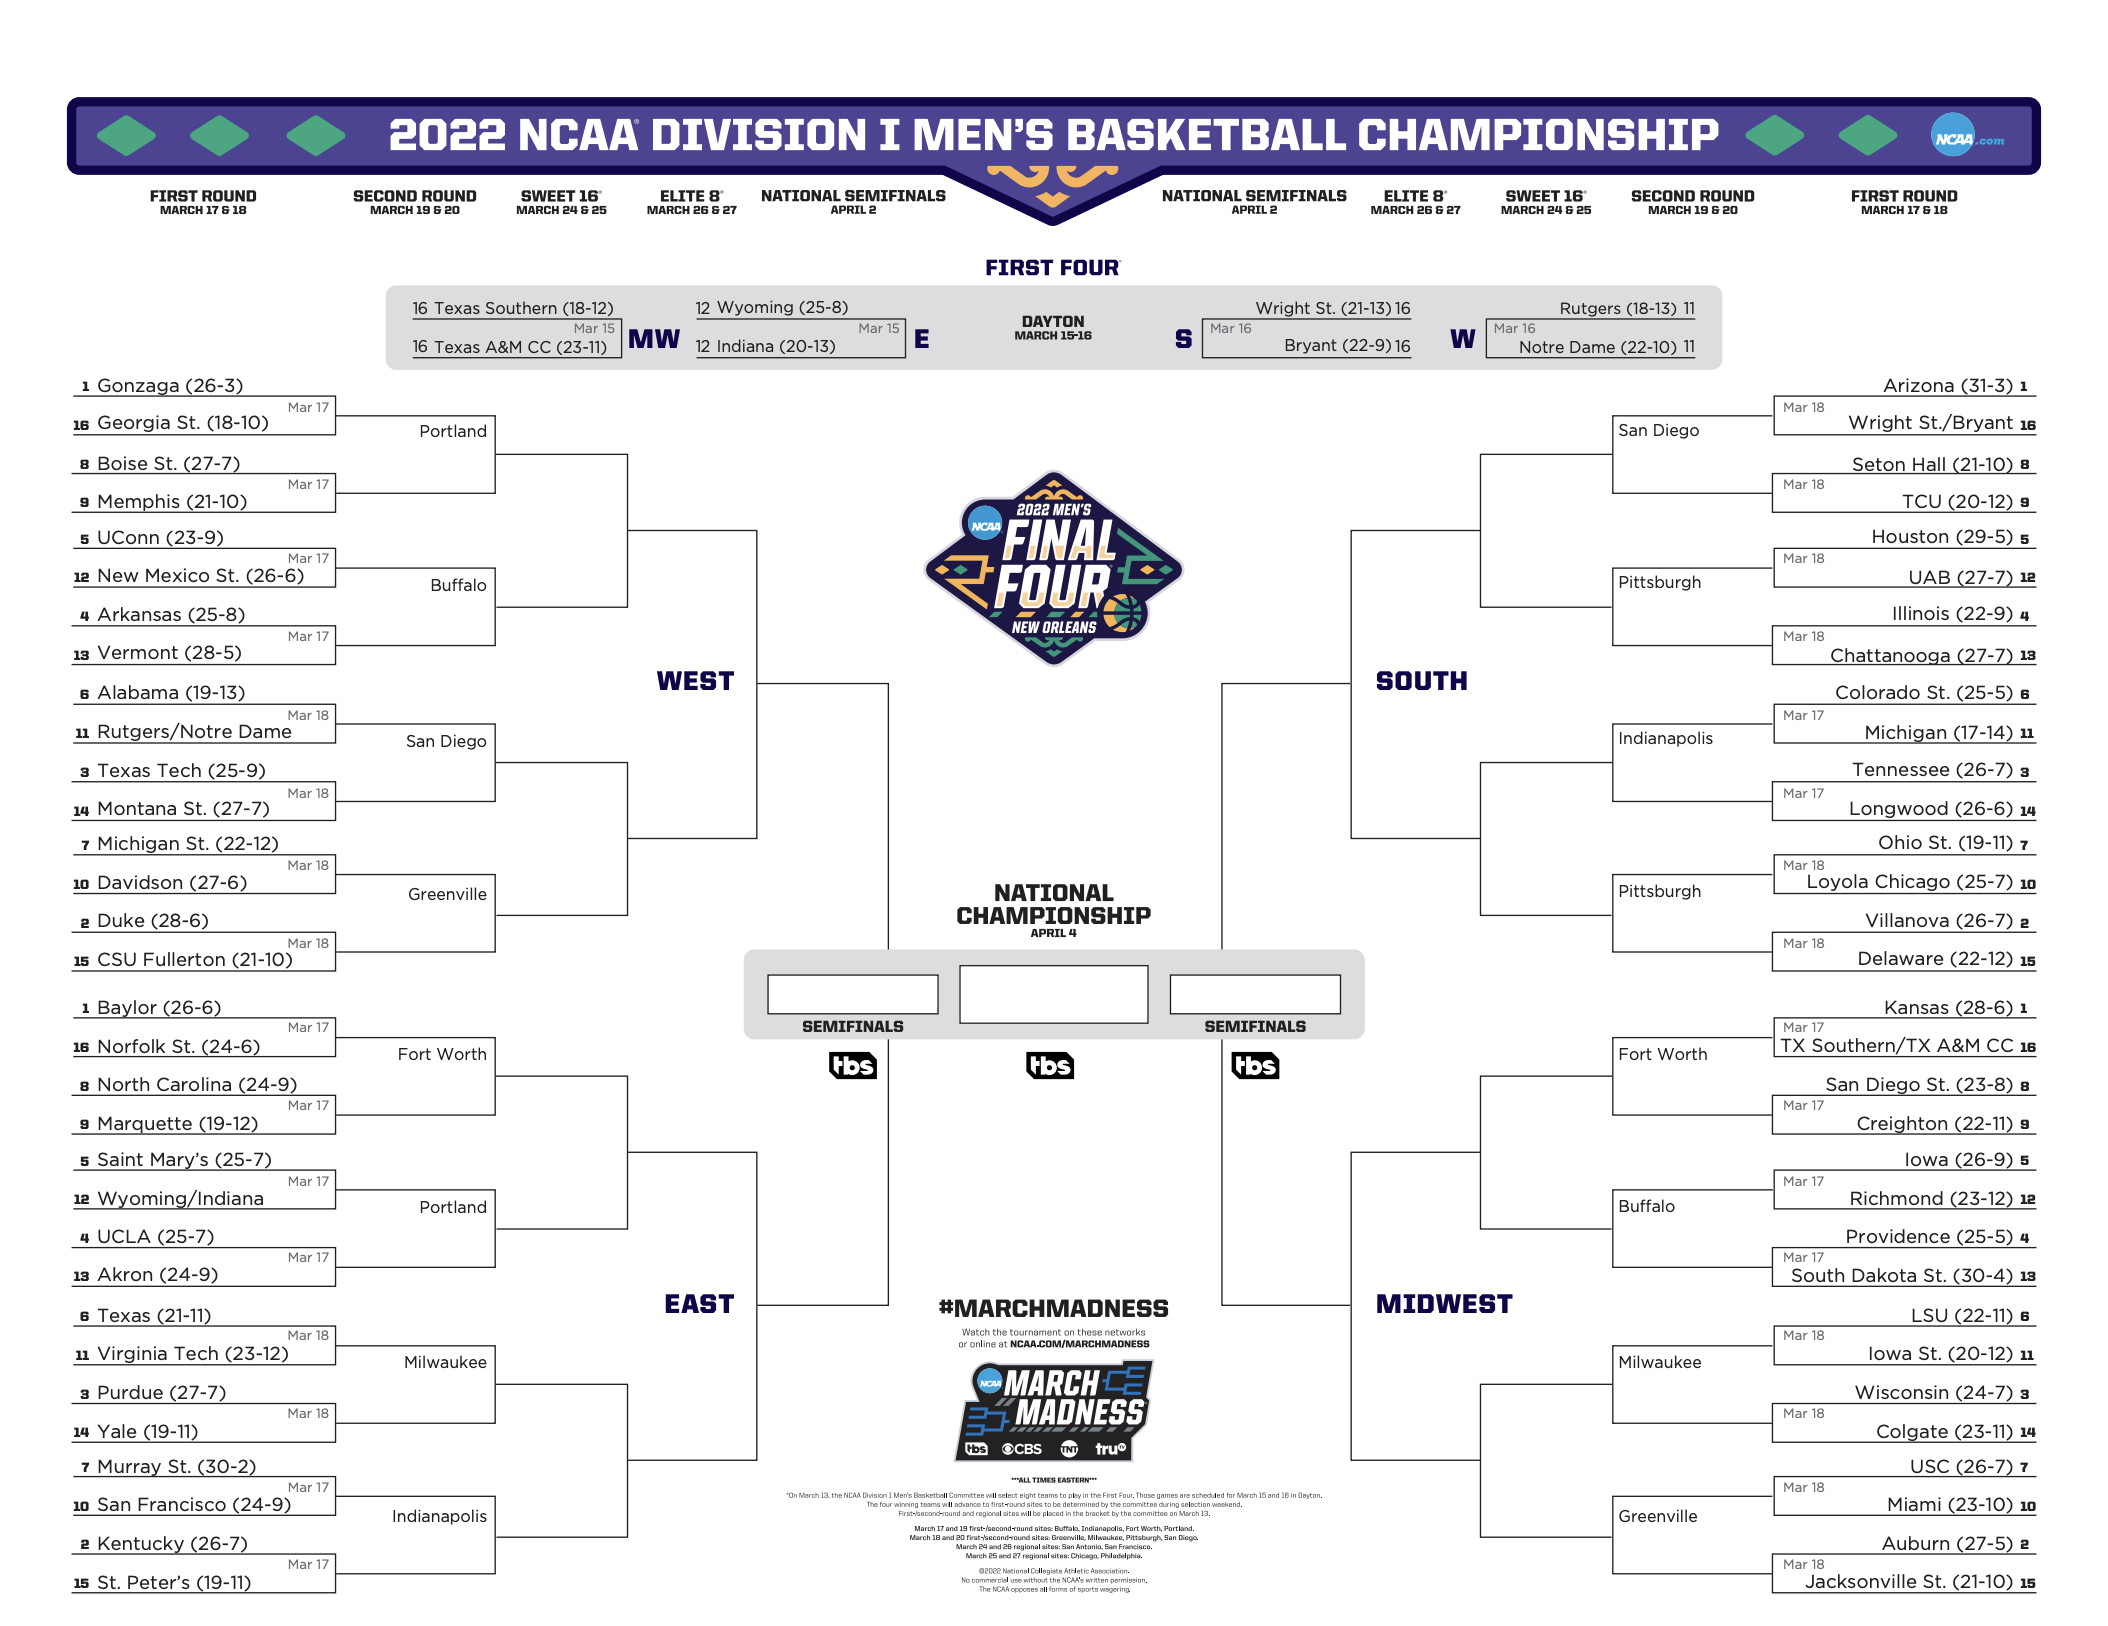 2022 NCAA® DIVISION I MEN'S BASKETBALL CHAMPIONSHIP
NCAA.com
FIRST ROUND
MARCH 17 & 18
SECOND ROUND
MARCH 19 & 20
SWEET 16®
MARCH 24 & 25
ELITE 8®
MARCH 26 & 27
NATIONAL SEMIFINALS
APRIL 2
NATIONAL SEMIFINALS
APRIL 2
ELITE 8®
MARCH 26 & 27
SWEET 16®
MARCH 24 & 25
SECOND ROUND
MARCH 19 & 20
FIRST ROUND
MARCH 17 & 18
FIRST FOUR®
16 Texas Southern (18-12)
Mar 15
16 Texas A&M CC (23-11)
MW
12 Wyoming (25-8)
Mar 15
12 Indiana (20-13)
E
DAYTON
MARCH 15-16
S
Wright St. (21-13) 16
Mar 16
Bryant (22-9) 16
W
Rutgers (18-13) 11
Mar 16
Notre Dame (22-10) 11
1 Gonzaga (26-3)
Mar 17
16 Georgia St. (18-10)
Portland
8 Boise St. (27-7)
Mar 17
9 Memphis (21-10)
5 UConn (23-9)
Mar 17
12 New Mexico St. (26-6)
Buffalo
4 Arkansas (25-8)
Mar 17
13 Vermont (28-5)
WEST
6 Alabama (19-13)
Mar 18
11 Rutgers/Notre Dame
San Diego
3 Texas Tech (25-9)
Mar 18
14 Montana St. (27-7)
7 Michigan St. (22-12)
Mar 18
10 Davidson (27-6)
Greenville
2 Duke (28-6)
Mar 18
15 CSU Fullerton (21-10)
1 Baylor (26-6)
Mar 17
16 Norfolk St. (24-6)
Fort Worth
8 North Carolina (24-9)
Mar 17
9 Marquette (19-12)
5 Saint Mary's (25-7)
Mar 17
12 Wyoming/Indiana
Portland
4 UCLA (25-7)
Mar 17
13 Akron (24-9)
EAST
6 Texas (21-11)
Mar 18
11 Virginia Tech (23-12)
Milwaukee
3 Purdue (27-7)
Mar 18
14 Yale (19-11)
7 Murray St. (30-2)
Mar 17
10 San Francisco (24-9)
Indianapolis
2 Kentucky (26-7)
Mar 17
15 St. Peter's (19-11)
NCAA
2022 MEN'S
FINAL
FOUR
NEW ORLEANS
NATIONAL
CHAMPIONSHIP
APRIL 4
SEMIFINALS
SEMIFINALS
tbs
tbs
tbs
#MARCHMADNESS
Watch the tournament on these networks
or online at NCAA.COM/MARCHMADNESS
NCAA
MARCH
MADNESS
tbs CBS TNT truTV
***ALL TIMES EASTERN***
*On March 13, the NCAA Division I Men's Basketball Committee will select eight teams to play in the First Four. Those games are scheduled for March 15 and 16 in Dayton.
The four winning teams will advance to first-round sites to be determined by the committee during selection weekend.
First-/second-round and regional sites will be placed in the bracket by the committee on March 13.
March 17 and 19 first-/second-round sites: Buffalo, Indianapolis, Fort Worth, Portland.
March 18 and 20 first-/second-round sites: Greenville, Milwaukee, Pittsburgh, San Diego.
March 24 and 26 regional sites: San Antonio, San Francisco.
March 25 and 27 regional sites: Chicago, Philadelphia.
©2022 National Collegiate Athletic Association.
No commercial use without the NCAA's written permission.
The NCAA opposes all forms of sports wagering.
Arizona (31-3) 1
Mar 18
Wright St./Bryant 16
San Diego
Seton Hall (21-10) 8
Mar 18
TCU (20-12) 9
Houston (29-5) 5
Mar 18
UAB (27-7) 12
Pittsburgh
Illinois (22-9) 4
Mar 18
Chattanooga (27-7) 13
SOUTH
Colorado St. (25-5) 6
Mar 17
Michigan (17-14) 11
Indianapolis
Tennessee (26-7) 3
Mar 17
Longwood (26-6) 14
Ohio St. (19-11) 7
Mar 18
Loyola Chicago (25-7) 10
Pittsburgh
Villanova (26-7) 2
Mar 18
Delaware (22-12) 15
Kansas (28-6) 1
Mar 17
TX Southern/TX A&M CC 16
Fort Worth
San Diego St. (23-8) 8
Mar 17
Creighton (22-11) 9
Iowa (26-9) 5
Mar 17
Richmond (23-12) 12
Buffalo
Providence (25-5) 4
Mar 17
South Dakota St. (30-4) 13
MIDWEST
LSU (22-11) 6
Mar 18
Iowa St. (20-12) 11
Milwaukee
Wisconsin (24-7) 3
Mar 18
Colgate (23-11) 14
USC (26-7) 7
Mar 18
Miami (23-10) 10
Greenville
Auburn (27-5) 2
Mar 18
Jacksonville St. (21-10) 15